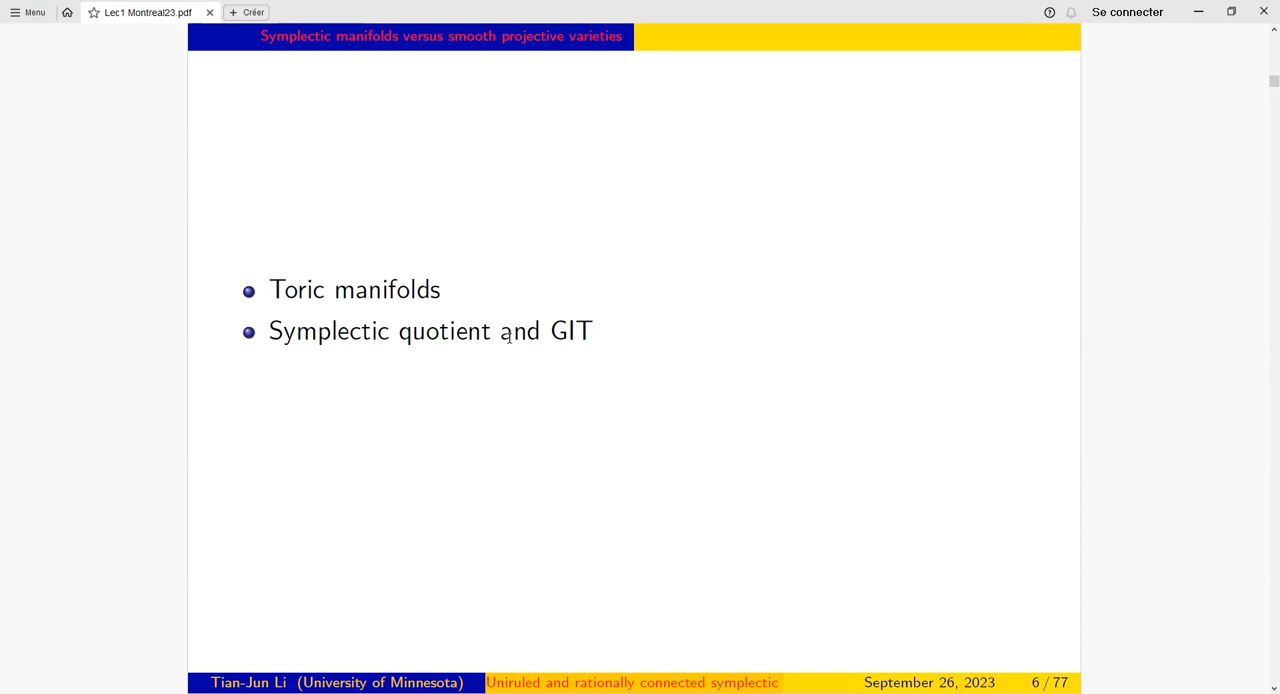 Menu
Lec1 Montreal23.pdf
Créer
Se connecter
Symplectic manifolds versus smooth projective varieties
Toric manifolds
Symplectic quotient and GIT
Tian-Jun Li (University of Minnesota) Uniruled and rationally connected symplectic September 26, 2023 6 / 77